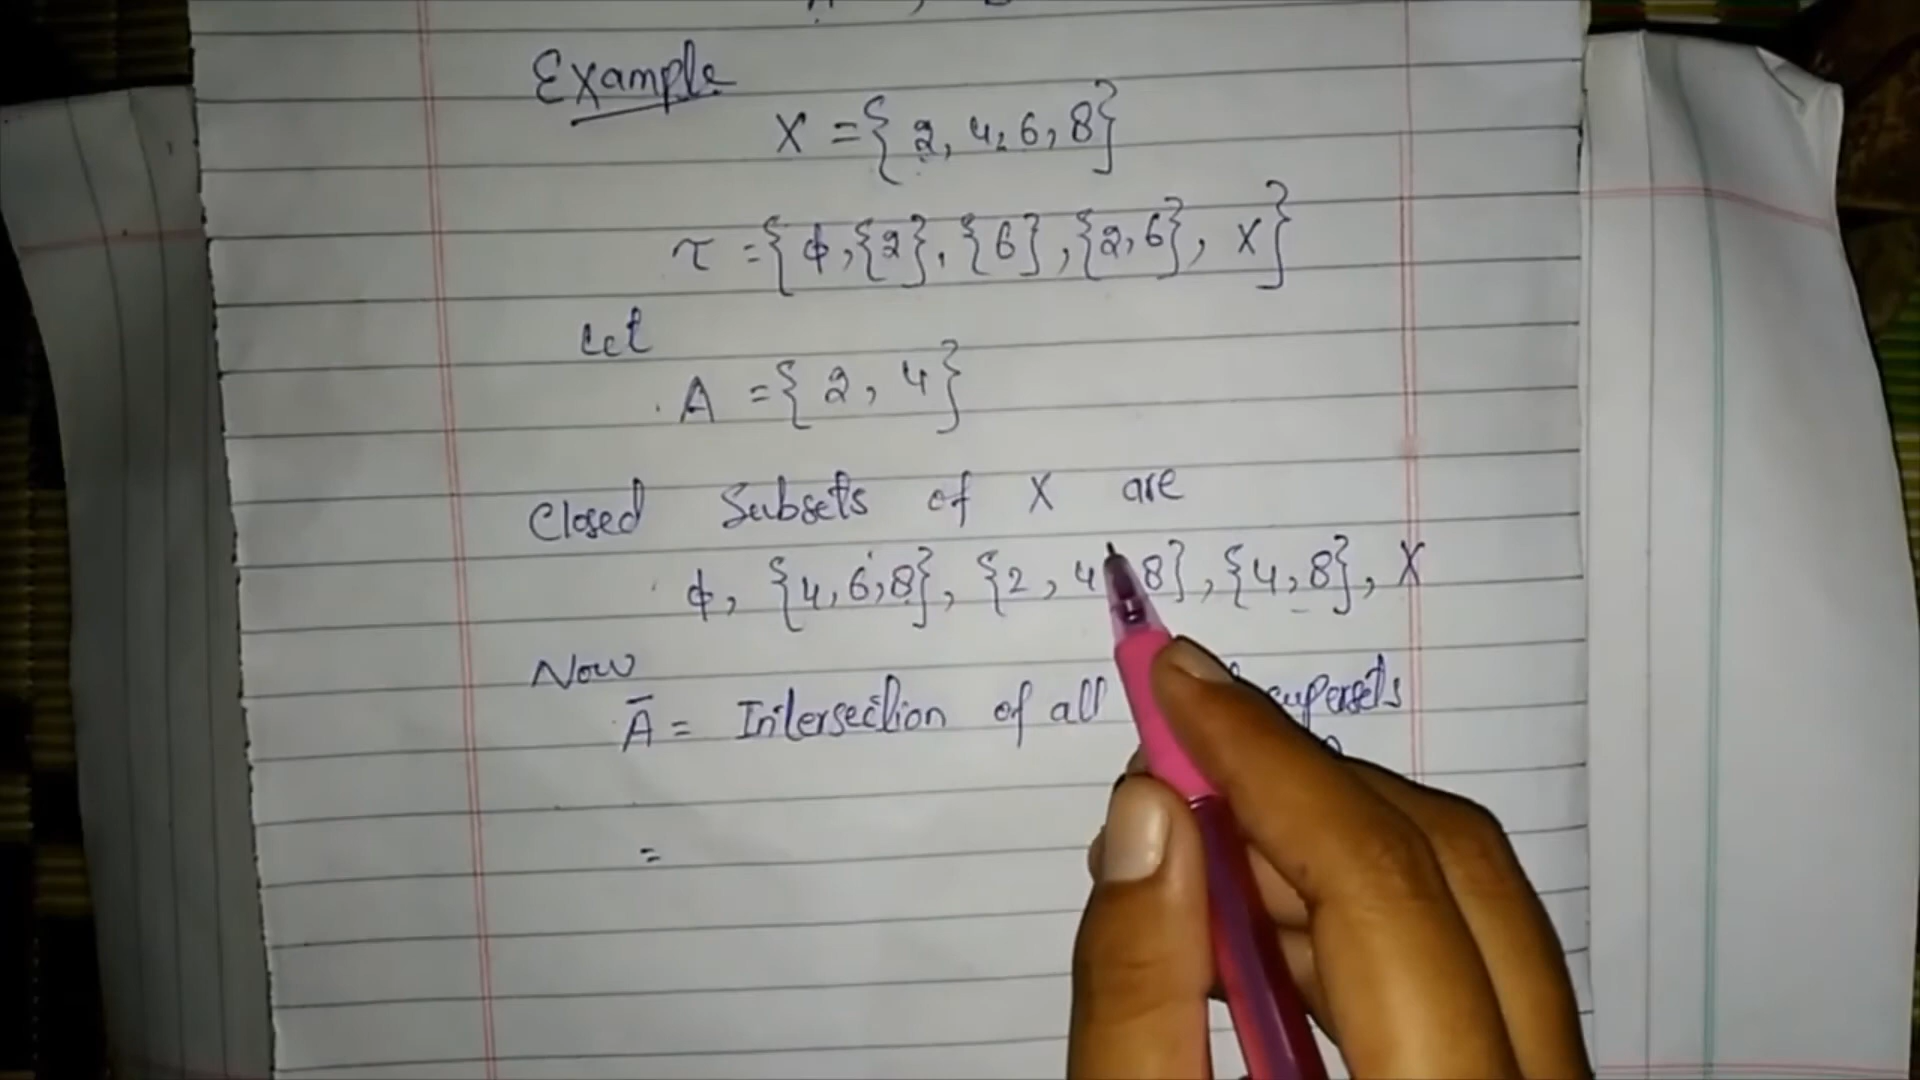 Example
X = { 2, 4, 6, 8}
τ = { ϕ, {2}, {6}, {2,6}, X}
Let
A = { 2, 4}
Closed Subsets of X are
ϕ, {4, 6, 8}, {2, 4 8}, {4, 8}, X
Now
Ā = Intersection of all supersets
=